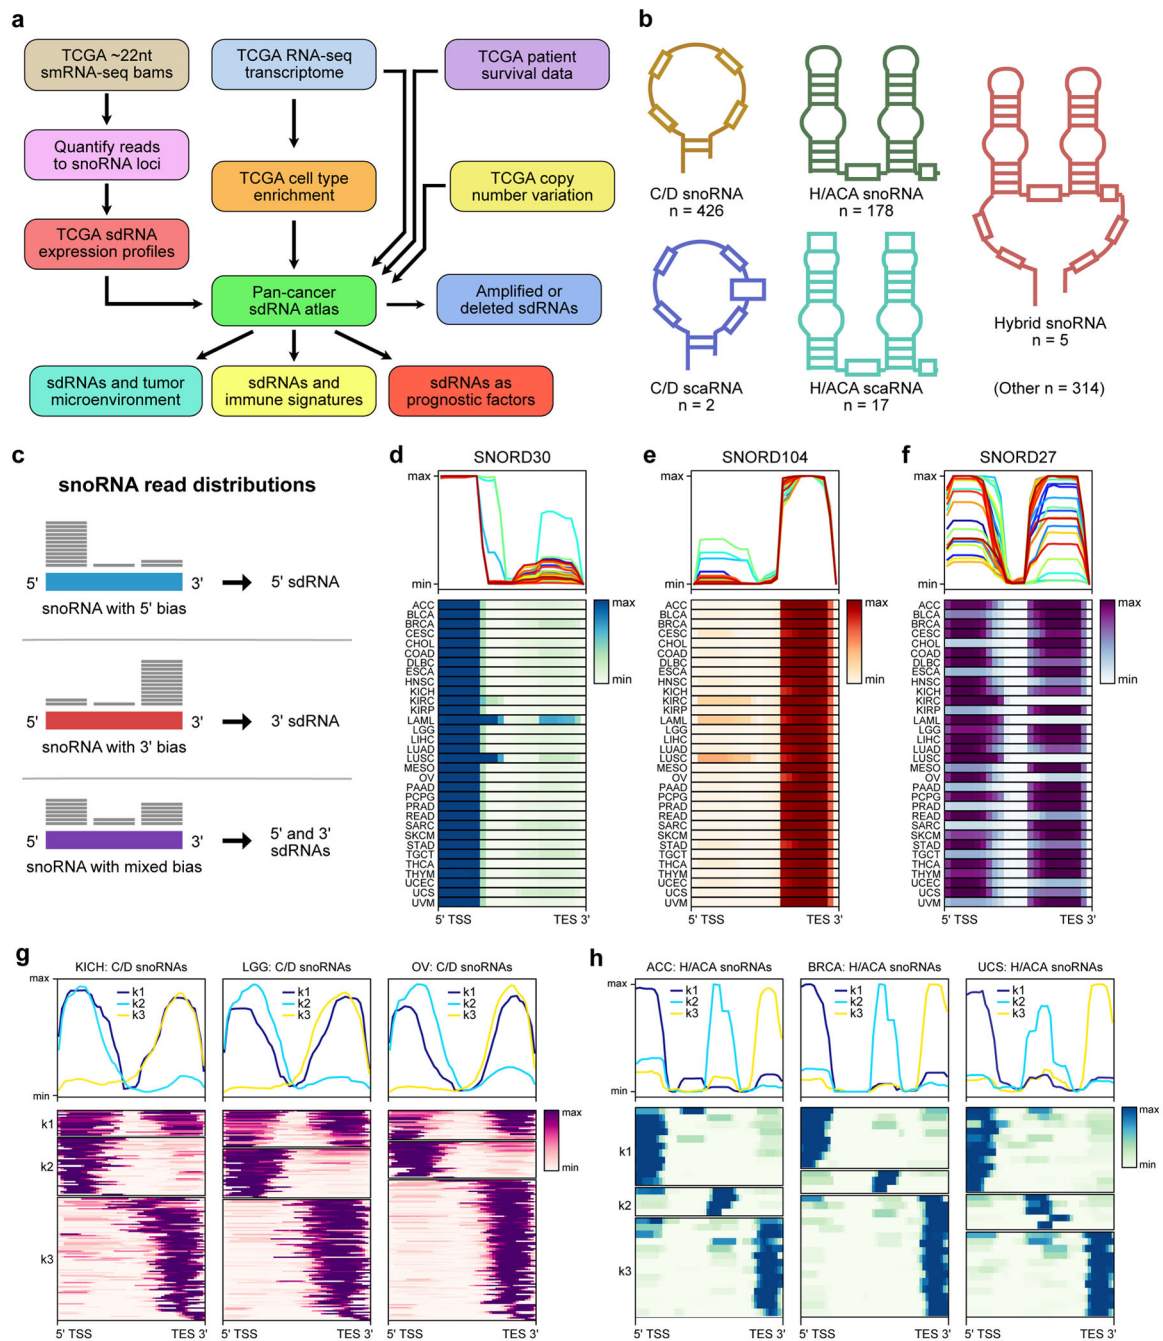 a
TCGA ~22nt
smRNA-seq bams
TCGA RNA-seq
transcriptome
TCGA patient
survival data
Quantify reads
to snoRNA loci
TCGA cell type
enrichment
TCGA copy
number variation
TCGA sdRNA
expression profiles
Pan-cancer
sdRNA atlas
Amplified or
deleted sdRNAs
sdRNAs and tumor
microenvironment
sdRNAs and
immune signatures
sdRNAs as
prognostic factors
b
C/D snoRNA
n = 426
H/ACA snoRNA
n = 178
C/D scaRNA
n = 2
H/ACA scaRNA
n = 17
Hybrid snoRNA
n = 5
(Other n = 314)
c
snoRNA read distributions
5'
3'
5' sdRNA
snoRNA with 5' bias
5'
3'
3' sdRNA
snoRNA with 3' bias
5'
3'
5' and 3'
sdRNAs
snoRNA with mixed bias
d
SNORD30
max
min
ACC
BLCA
BRCA
CESC
CHOL
COAD
DLBC
ESCA
HNSC
KICH
KIRC
KIRP
LAML
LGG
LIHC
LUAD
LUSC
MESO
OV
PAAD
PCPG
PRAD
READ
SARC
SKCM
STAD
TGCT
THCA
THYM
UCEC
UCS
UVM
max
min
5' TSS
TES 3'
e
SNORD104
max
min
ACC
BLCA
BRCA
CESC
CHOL
COAD
DLBC
ESCA
HNSC
KICH
KIRC
KIRP
LAML
LGG
LIHC
LUAD
LUSC
MESO
OV
PAAD
PCPG
PRAD
READ
SARC
SKCM
STAD
TGCT
THCA
THYM
UCEC
UCS
UVM
max
min
5' TSS
TES 3'
f
SNORD27
max
min
ACC
BLCA
BRCA
CESC
CHOL
COAD
DLBC
ESCA
HNSC
KICH
KIRC
KIRP
LAML
LGG
LIHC
LUAD
LUSC
MESO
OV
PAAD
PCPG
PRAD
READ
SARC
SKCM
STAD
TGCT
THCA
THYM
UCEC
UCS
UVM
max
min
5' TSS
TES 3'
g
KICH: C/D snoRNAs
LGG: C/D snoRNAs
OV: C/D snoRNAs
max
min
k1
k2
k3
k1
k2
k3
k1
k2
k3
k1
k2
k3
max
min
5' TSS
TES 3'
5' TSS
TES 3'
5' TSS
TES 3'
h
ACC: H/ACA snoRNAs
BRCA: H/ACA snoRNAs
UCS: H/ACA snoRNAs
max
min
k1
k2
k3
k1
k2
k3
k1
k2
k3
k1
k2
k3
max
min
5' TSS
TES 3'
5' TSS
TES 3'
5' TSS
TES 3'